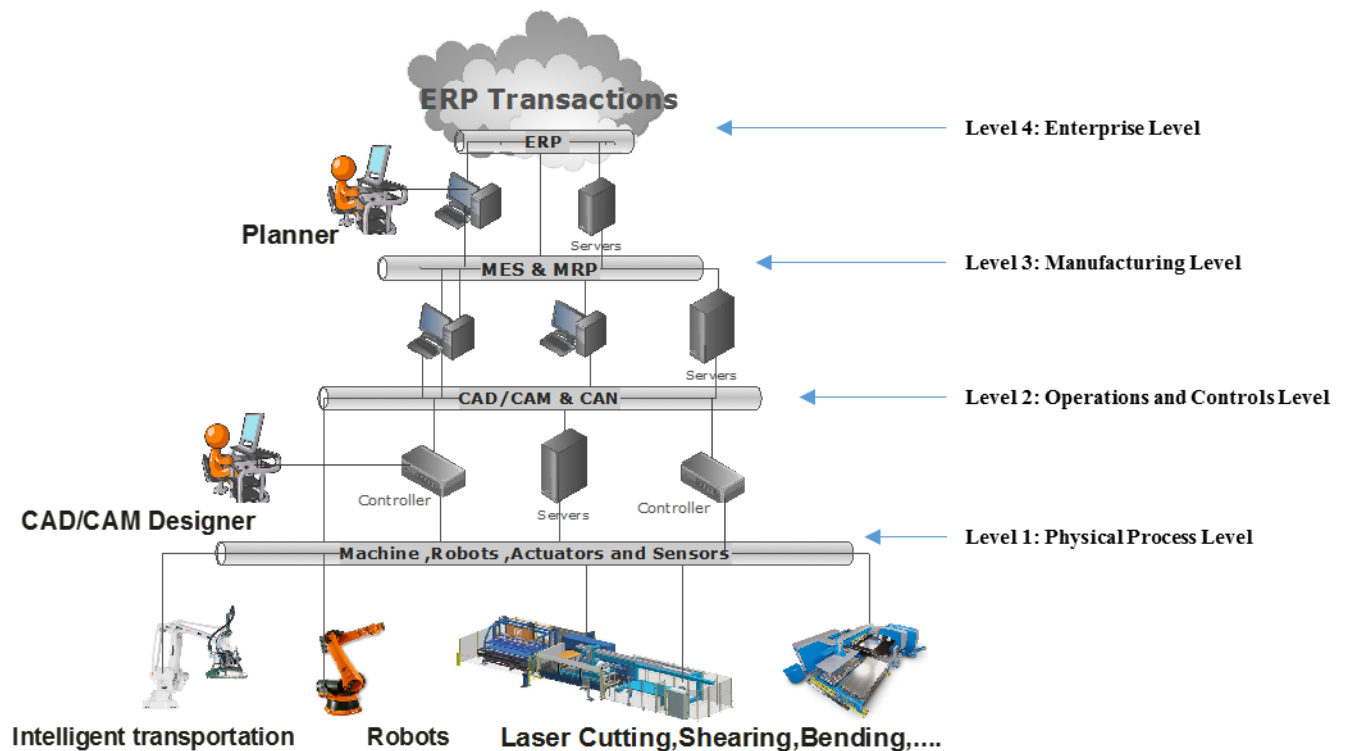 ERP Transactions
Level 4: Enterprise Level
ERP
Planner
Servers
MES & MRP
Level 3: Manufacturing Level
Servers
CAD/CAM & CAN
Level 2: Operations and Controls Level
Controller
Servers
Controller
CAD/CAM Designer
Machine ,Robots ,Actuators and Sensors
Level 1: Physical Process Level
Intelligent transportation
Robots
Laser Cutting,Shearing,Bending,....